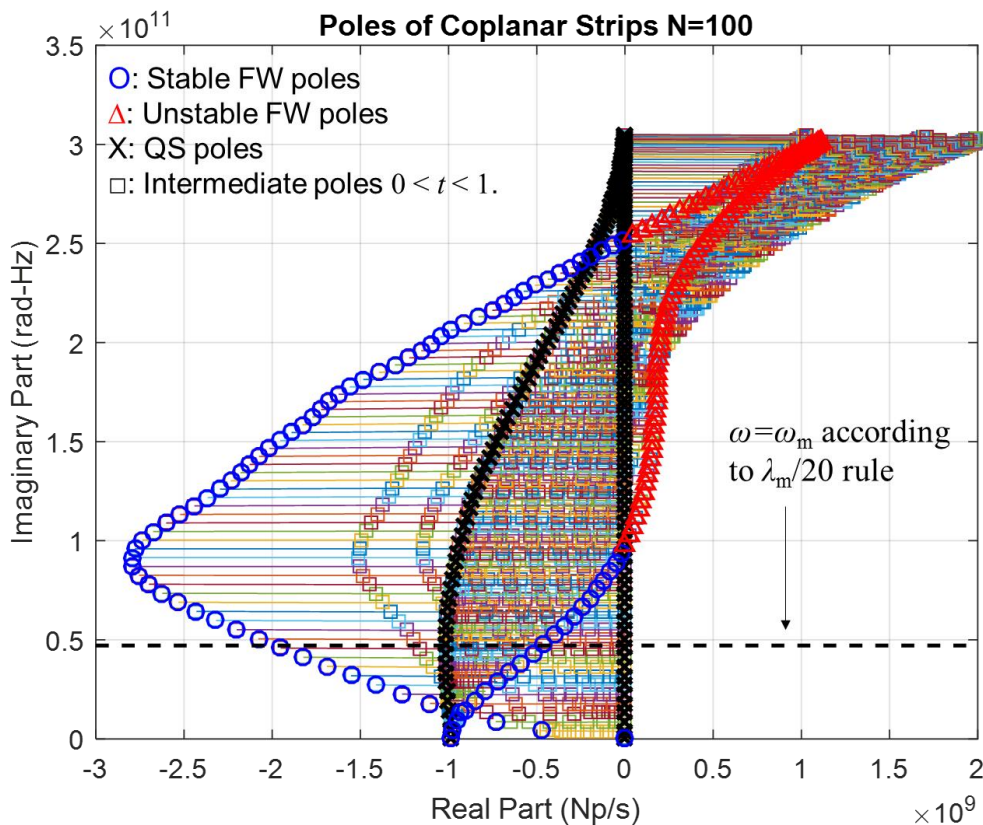 Poles of Coplanar Strips N=100
×10¹¹
3.5
3
2.5
2
1.5
1
0.5
0
Imaginary Part (rad-Hz)
O: Stable FW poles
Δ: Unstable FW poles
X: QS poles
□: Intermediate poles 0 < t < 1.
ω=ωₘ according
to λₘ/20 rule
-3 -2.5 -2 -1.5 -1 -0.5 0 0.5 1 1.5 2
Real Part (Np/s)
×10⁹